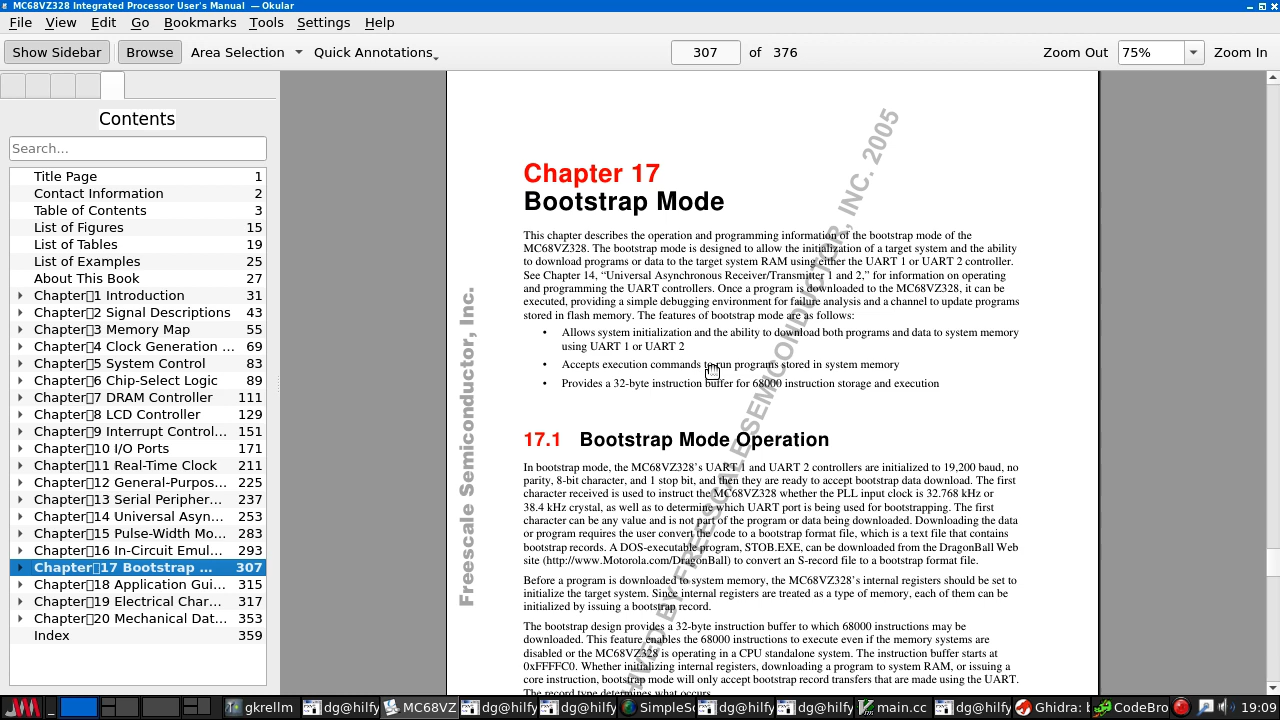 MC68VZ328 Integrated Processor User's Manual — Okular
File View Edit Go Bookmarks Tools Settings Help
Show Sidebar Browse Area Selection Quick Annotations 307 of 376 Zoom Out 75% Zoom In
Contents
Search...
Title Page 1
Contact Information 2
Table of Contents 3
List of Figures 15
List of Tables 19
List of Examples 25
About This Book 27
Chapter 1 Introduction 31
Chapter 2 Signal Descriptions 43
Chapter 3 Memory Map 55
Chapter 4 Clock Generation ... 69
Chapter 5 System Control 83
Chapter 6 Chip-Select Logic 89
Chapter 7 DRAM Controller 111
Chapter 8 LCD Controller 129
Chapter 9 Interrupt Control... 151
Chapter 10 I/O Ports 171
Chapter 11 Real-Time Clock 211
Chapter 12 General-Purpos... 225
Chapter 13 Serial Peripher... 237
Chapter 14 Universal Asyn... 253
Chapter 15 Pulse-Width Mo... 283
Chapter 16 In-Circuit Emul... 293
Chapter 17 Bootstrap ... 307
Chapter 18 Application Gui... 315
Chapter 19 Electrical Char... 317
Chapter 20 Mechanical Dat... 353
Index 359
Freescale Semiconductor, Inc.
BY FREESCALE SEMICONDUCTOR, INC. 2005
Chapter 17
Bootstrap Mode
This chapter describes the operation and programming information of the bootstrap mode of the
MC68VZ328. The bootstrap mode is designed to allow the initialization of a target system and the ability
to download programs or data to the target system RAM using either the UART 1 or UART 2 controller.
See Chapter 14, “Universal Asynchronous Receiver/Transmitter 1 and 2,” for information on operating
and programming the UART controllers. Once a program is downloaded to the MC68VZ328, it can be
executed, providing a simple debugging environment for failure analysis and a channel to update programs
stored in flash memory. The features of bootstrap mode are as follows:
• Allows system initialization and the ability to download both programs and data to system memory
using UART 1 or UART 2
• Accepts execution commands to run programs stored in system memory
• Provides a 32-byte instruction buffer for 68000 instruction storage and execution
17.1 Bootstrap Mode Operation
In bootstrap mode, the MC68VZ328’s UART 1 and UART 2 controllers are initialized to 19,200 baud, no
parity, 8-bit character, and 1 stop bit, and then they are ready to accept bootstrap data download. The first
character received is used to instruct the MC68VZ328 whether the PLL input clock is 32.768 kHz or
38.4 kHz crystal, as well as to determine which UART port is being used for bootstrapping. The first
character can be any value and is not part of the program or data being downloaded. Downloading the data
or program requires the user convert the code to a bootstrap format file, which is a text file that contains
bootstrap records. A DOS-executable program, STOB.EXE, can be downloaded from the DragonBall Web
site (http://www.Motorola.com/DragonBall) to convert an S-record file to a bootstrap format file.
Before a program is downloaded to system memory, the MC68VZ328’s internal registers should be set to
initialize the target system. Since internal registers are treated as a type of memory, each of them can be
initialized by issuing a bootstrap record.
The bootstrap design provides a 32-byte instruction buffer to which 68000 instructions may be
downloaded. This feature enables the 68000 instructions to execute even if the memory systems are
disabled or the MC68VZ328 is operating in a CPU standalone system. The instruction buffer starts at
0xFFFFC0. Whether initializing internal registers, downloading a program to system RAM, or issuing a
core instruction, bootstrap mode will only accept bootstrap record transfers that are made using the UART.
The record type determines what occurs.
gkrellm dg@hilfy MC68VZ dg@hilfy dg@hilfy SimpleS dg@hilfy dg@hilfy main.cc dg@hilfy Ghidra: CodeBro 19:09